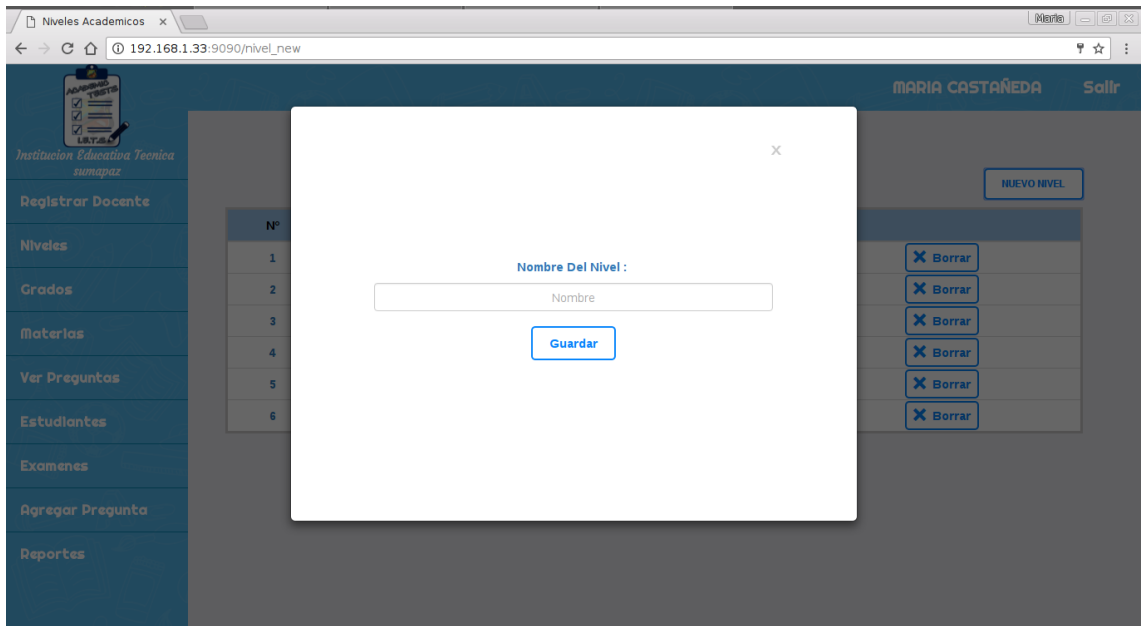 Niveles Academicos
Maria
192.168.1.33:9090/nivel_new
ACADEMIC
TESTS
I.E.T.S
MARIA CASTAÑEDA
Salir
Institucion Educativa Tecnica
sumapaz
Registrar Docente
Niveles
Grados
Materias
Ver Preguntas
Estudiantes
Examenes
Agregar Pregunta
Reportes
NUEVO NIVEL
Nº
1 Borrar
2 Borrar
3 Borrar
4 Borrar
5 Borrar
6 Borrar
x
Nombre Del Nivel :
Nombre
Guardar